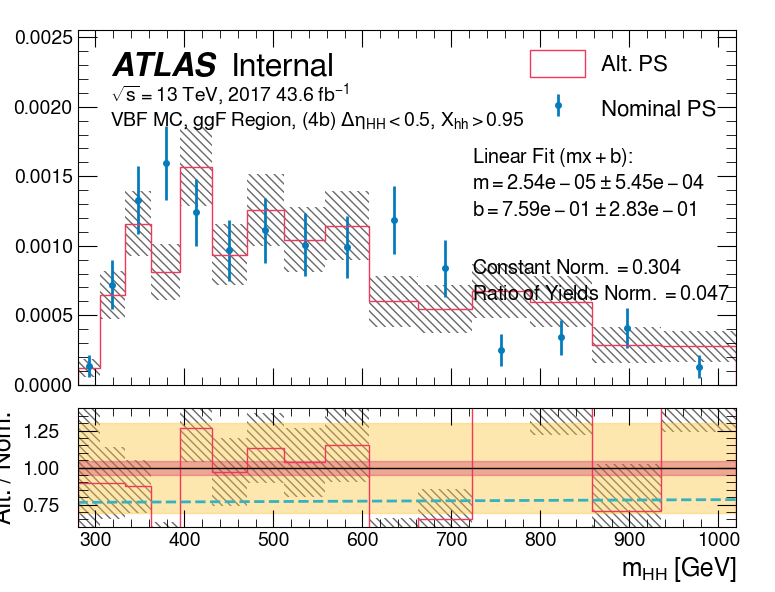 ATLAS Internal
√s = 13 TeV, 2017 43.6 fb⁻¹
VBF MC, ggF Region, (4b) Δη_HH < 0.5, X_hh > 0.95
Alt. PS
Nominal PS
Linear Fit (mx + b):
m = 2.54e − 05 ± 5.45e − 04
b = 7.59e − 01 ± 2.83e − 01
Constant Norm. = 0.304
Ratio of Yields Norm. = 0.047
0.0025
0.0020
0.0015
0.0010
0.0005
0.0000
Alt. / Nom.
1.25
1.00
0.75
300 400 500 600 700 800 900 1000
m_HH [GeV]